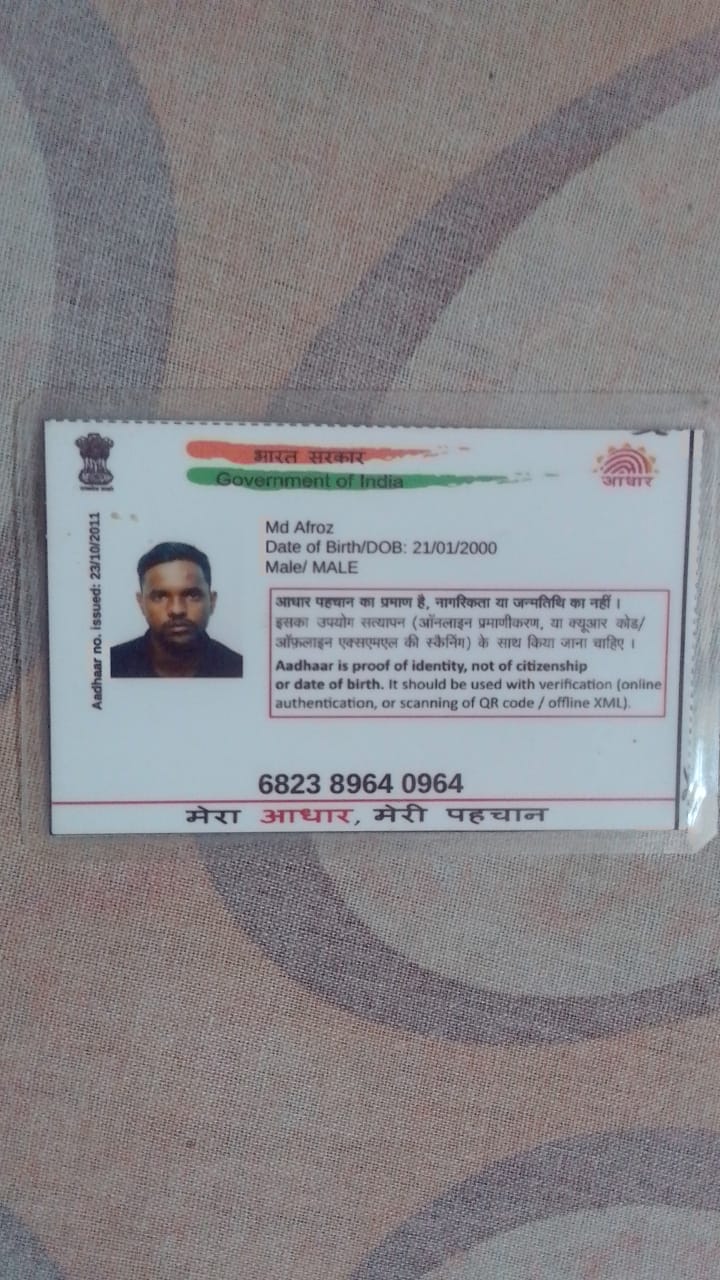 भारत सरकार
Government of India
आधार
Aadhaar no. issued: 23/10/2011
Md Afroz
Date of Birth/DOB: 21/01/2000
Male/ MALE
आधार पहचान का प्रमाण है, नागरिकता या जन्मतिथि का नहीं ।
इसका उपयोग सत्यापन (ऑनलाइन प्रमाणीकरण, या क्यूआर कोड/
ऑफ़लाइन एक्सएमएल की स्कैनिंग) के साथ किया जाना चाहिए ।
Aadhaar is proof of identity, not of citizenship
or date of birth. It should be used with verification (online
authentication, or scanning of QR code / offline XML).
6823 8964 0964
मेरा आधार, मेरी पहचान